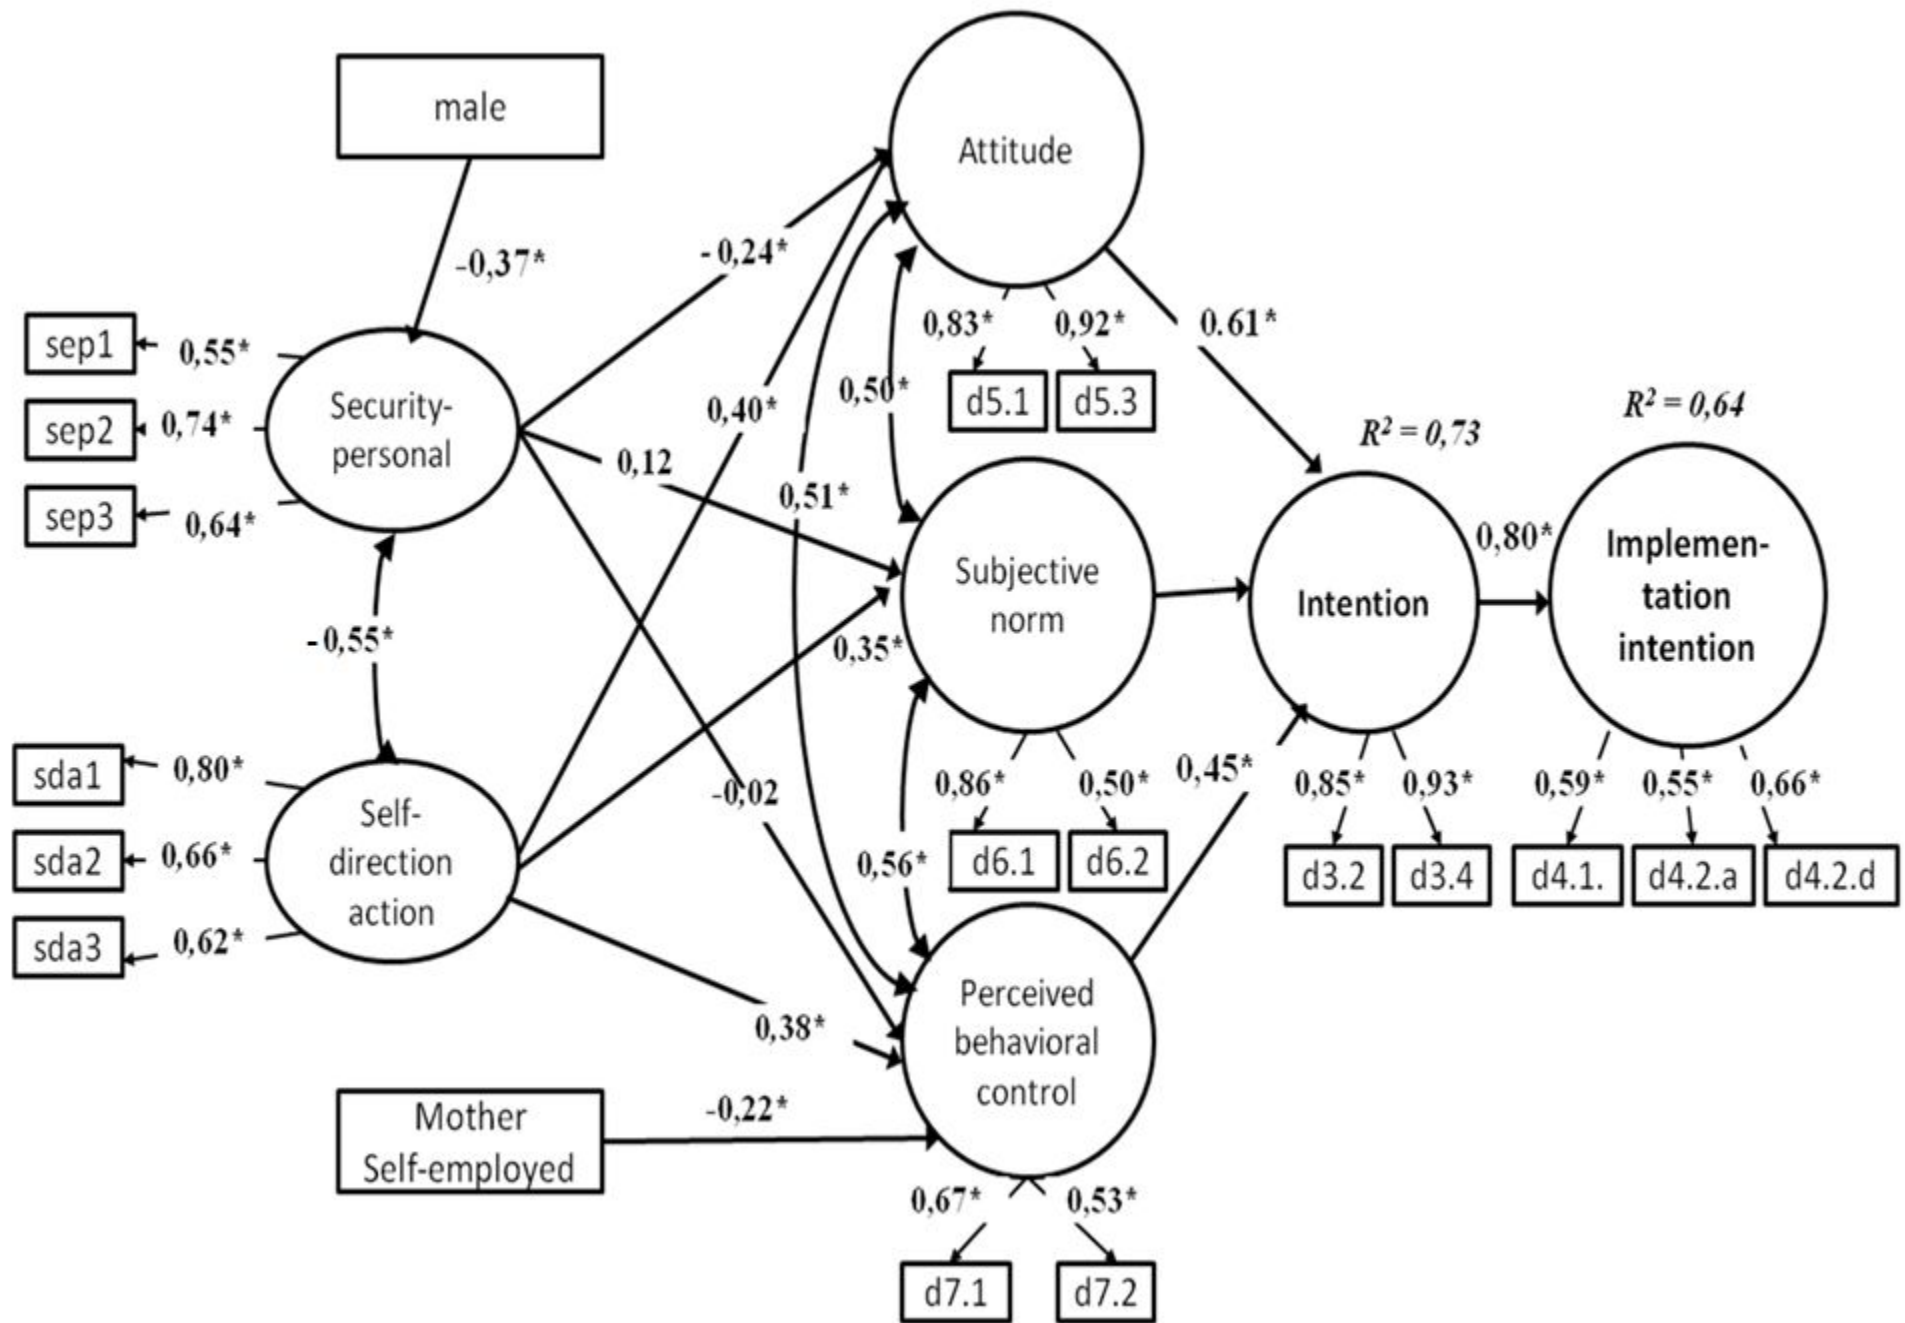 male
Attitude
-0,37*
- 0,24*
sep1
0,55*
0,83*
0,92*
0.61*
Security-
personal
sep2
0,74*
0,40*
0,50*
d5.1
d5.3
R² = 0,73
R² = 0,64
sep3
0,64*
0,12
0,51*
Subjective
norm
Intention
0,80*
Implemen-
tation
intention
- 0,55*
0,35*
sda1
0,80*
-0,02
0,86*
0,50*
0,45*
0,85*
0,93*
0,59*
0,55*
0,66*
Self-
direction
action
sda2
0,66*
0,56*
d6.1
d6.2
d3.2
d3.4
d4.1.
d4.2.a
d4.2.d
sda3
0,62*
0,38*
Perceived
behavioral
control
Mother
Self-employed
-0,22*
0,67*
0,53*
d7.1
d7.2